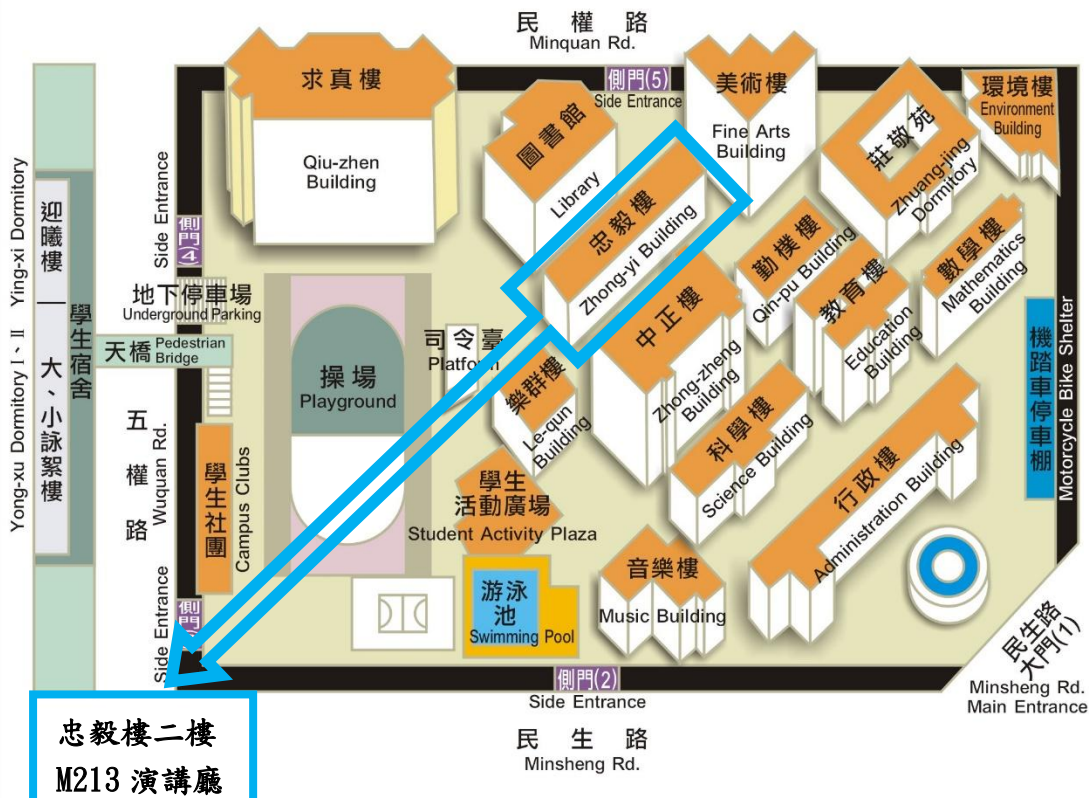 民權路
Minquan Rd.
求真樓
Qiu-zhen
Building
圖書館
Library
側門(5)
Side Entrance
美術樓
Fine Arts
Building
莊敬苑
Zhuang-jing
Dormitory
環境樓
Environment
Building
忠毅樓
Zhong-yi Building
勤樸樓
Qin-pu Building
教育樓
Education
Building
數學樓
Mathematics
Building
機踏車停車棚
Motorcycle Bike Shelter
Side Entrance
側門(4)
地下停車場
Underground Parking
天橋
Pedestrian
Bridge
Ying-xi Dormitory
Yong-xu Dormitory I、II
迎曦樓
大、小詠絮樓
學生宿舍
五權路
Wuquan Rd.
操場
Playground
司令臺
Platform
樂群樓
Le-qun
Building
中正樓
Zhong-zheng
Building
科學樓
Science Building
行政樓
Administration Building
學生社團
Campus Clubs
學生
活動廣場
Student Activity Plaza
游泳
池
Swimming Pool
音樂樓
Music Building
Side Entrance
側門
側門(2)
Side Entrance
民生路
Minsheng Rd.
民生路
大門(1)
Minsheng Rd.
Main Entrance
忠毅樓二樓
M213 演講廳